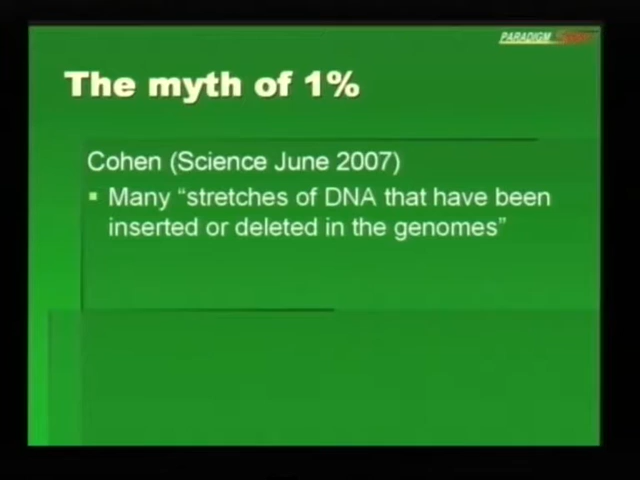 PARADIGM
The myth of 1%
Cohen (Science June 2007)
Many “stretches of DNA that have been
inserted or deleted in the genomes”